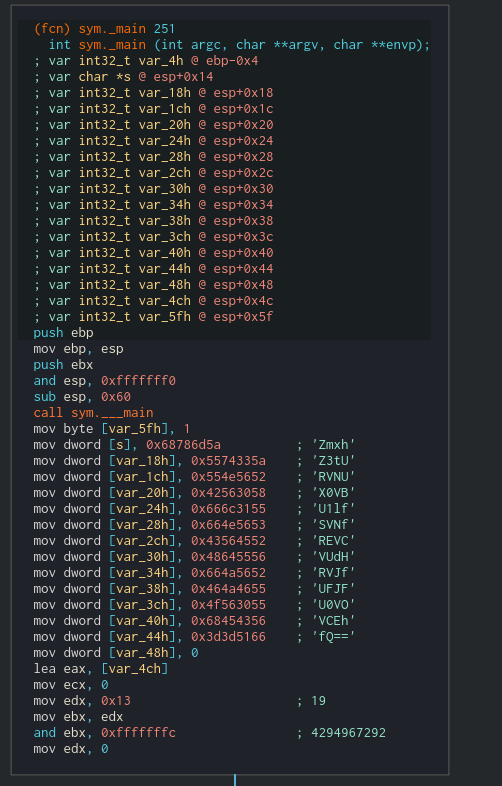 (fcn) sym._main 251
int sym._main (int argc, char **argv, char **envp);
; var int32_t var_4h @ ebp-0x4
; var char *s @ esp+0x14
; var int32_t var_18h @ esp+0x18
; var int32_t var_1ch @ esp+0x1c
; var int32_t var_20h @ esp+0x20
; var int32_t var_24h @ esp+0x24
; var int32_t var_28h @ esp+0x28
; var int32_t var_2ch @ esp+0x2c
; var int32_t var_30h @ esp+0x30
; var int32_t var_34h @ esp+0x34
; var int32_t var_38h @ esp+0x38
; var int32_t var_3ch @ esp+0x3c
; var int32_t var_40h @ esp+0x40
; var int32_t var_44h @ esp+0x44
; var int32_t var_48h @ esp+0x48
; var int32_t var_4ch @ esp+0x4c
; var int32_t var_5fh @ esp+0x5f
push ebp
mov ebp, esp
push ebx
and esp, 0xfffffff0
sub esp, 0x60
call sym.___main
mov byte [var_5fh], 1
mov dword [s], 0x68786d5a ; 'Zmxh'
mov dword [var_18h], 0x5574335a ; 'Z3tU'
mov dword [var_1ch], 0x554e5652 ; 'RVNU'
mov dword [var_20h], 0x42563058 ; 'X0VB'
mov dword [var_24h], 0x666c3155 ; 'U1lf'
mov dword [var_28h], 0x664e5653 ; 'SVNf'
mov dword [var_2ch], 0x43564552 ; 'REVC'
mov dword [var_30h], 0x48645556 ; 'VUdH'
mov dword [var_34h], 0x664a5652 ; 'RVJf'
mov dword [var_38h], 0x464a4655 ; 'UFJF'
mov dword [var_3ch], 0x4f563055 ; 'U0VO'
mov dword [var_40h], 0x68454356 ; 'VCEh'
mov dword [var_44h], 0x3d3d5166 ; 'fQ=='
mov dword [var_48h], 0
lea eax, [var_4ch]
mov ecx, 0
mov edx, 0x13 ; 19
mov ebx, edx
and ebx, 0xfffffffc ; 4294967292
mov edx, 0